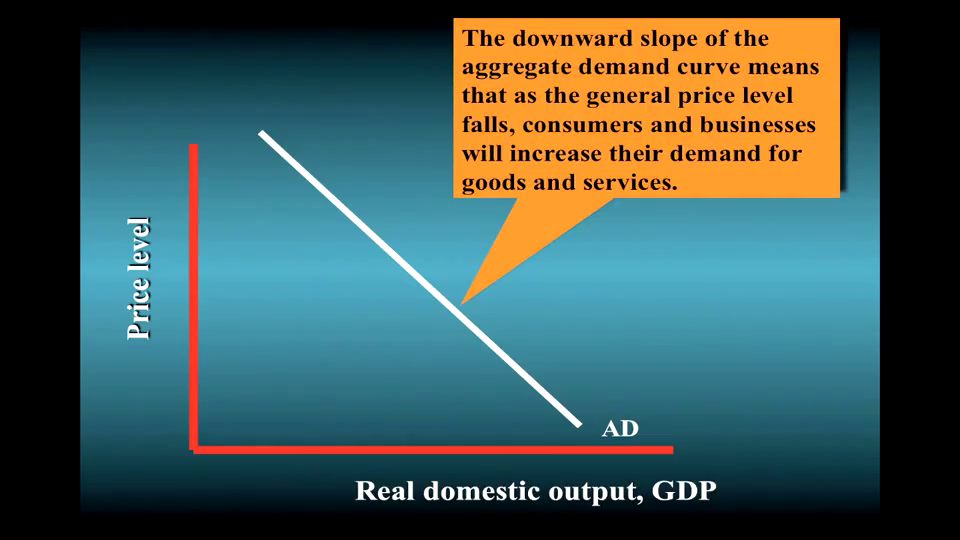 The downward slope of the
aggregate demand curve means
that as the general price level
falls, consumers and businesses
will increase their demand for
goods and services.
Price level
AD
Real domestic output, GDP